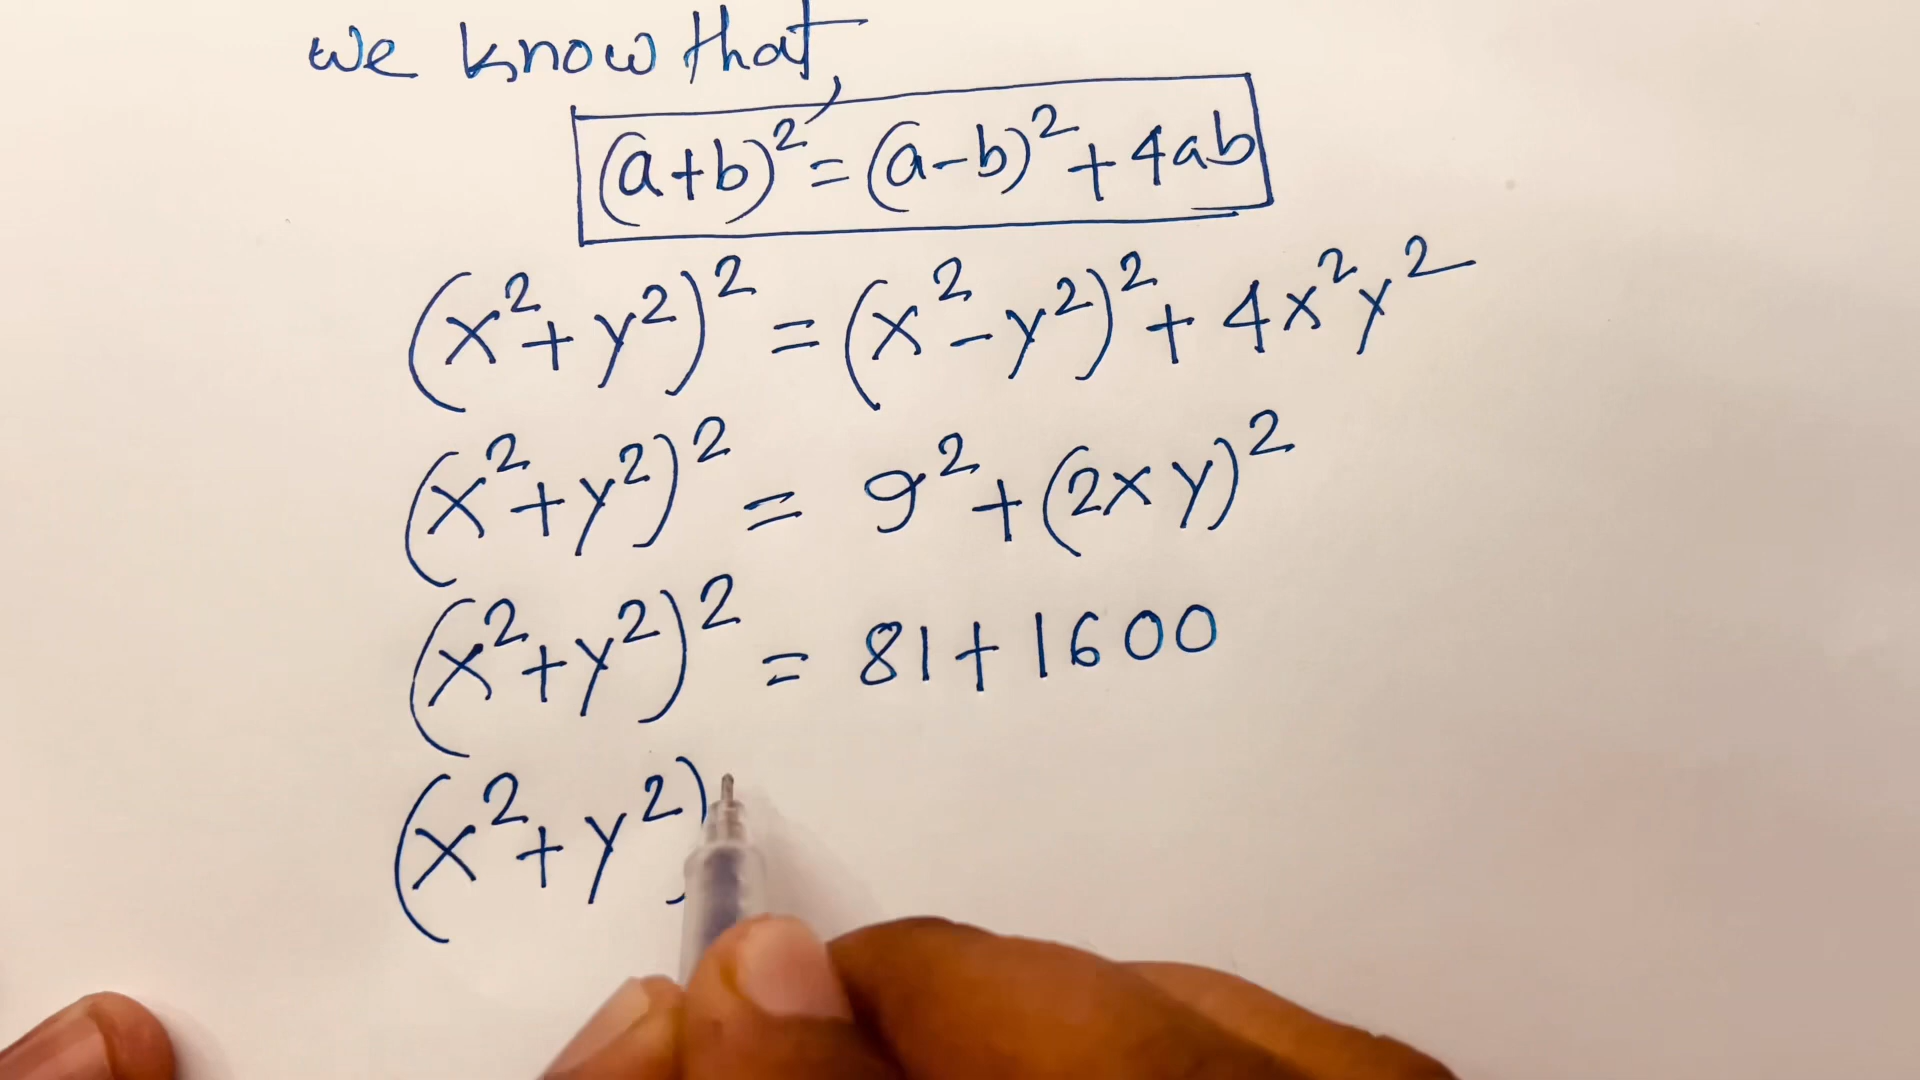 we know that,
(a+b)² = (a-b)² + 4ab
(x²+y²)² = (x²-y²)² + 4x²y²
(x²+y²)² = 9² + (2xy)²
(x²+y²)² = 81 + 1600
(x²+y²)